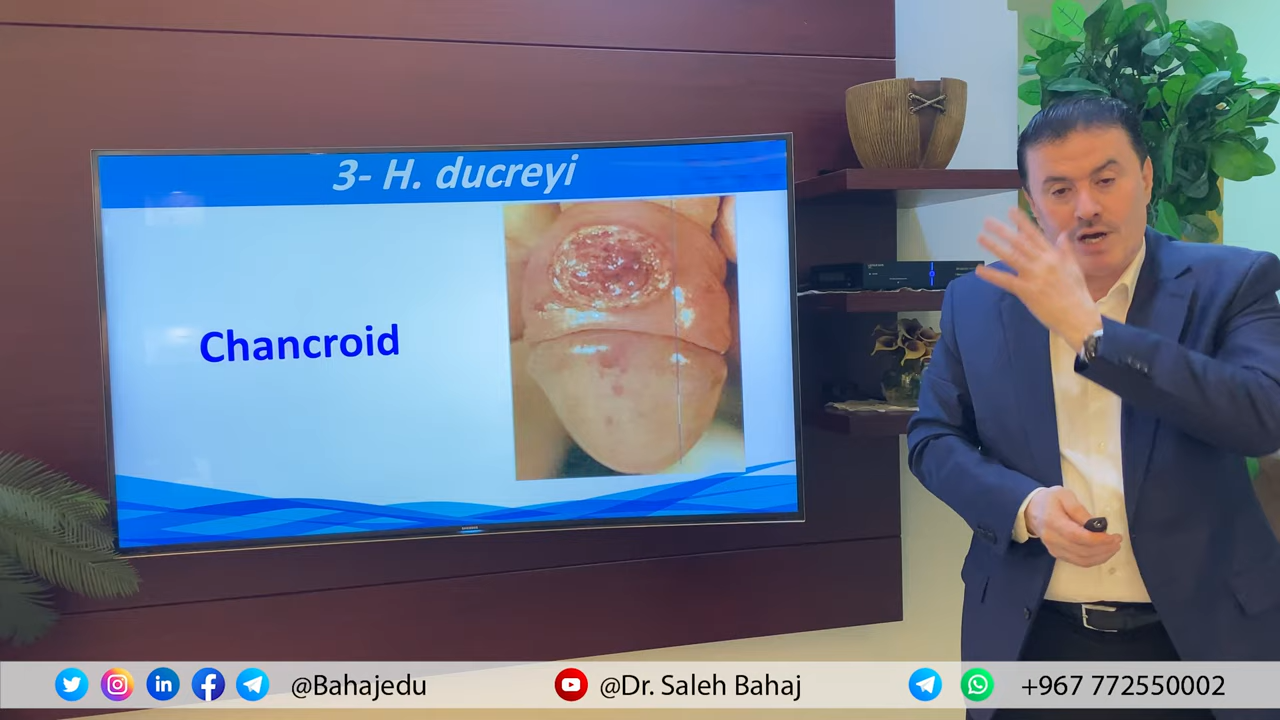 3- H. ducreyi
Chancroid
@Bahajedu
@Dr. Saleh Bahaj
+967 772550002